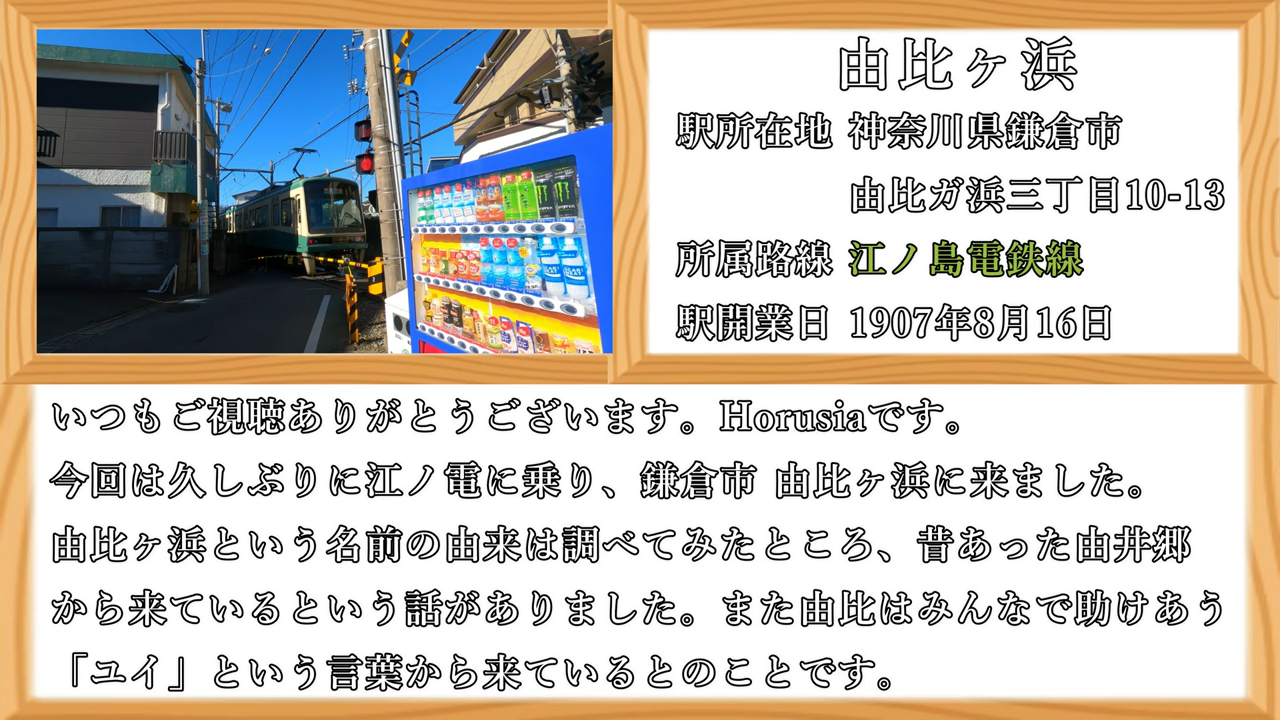 由比ヶ浜
駅所在地 神奈川県鎌倉市
由比ガ浜三丁目10-13
所属路線 江ノ島電鉄線
駅開業日 1907年8月16日
いつもご視聴ありがとうございます。Horusiaです。
今回は久しぶりに江ノ電に乗り、鎌倉市 由比ヶ浜に来ました。
由比ヶ浜という名前の由来は調べてみたところ、昔あった由井郷
から来ているという話がありました。また由比はみんなで助けあう
「ユイ」という言葉から来ているとのことです。